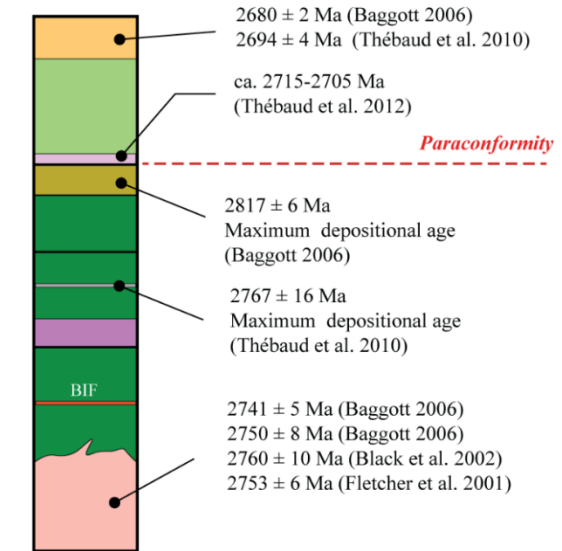 2680 ± 2 Ma (Baggott 2006)
2694 ± 4 Ma (Thébaud et al. 2010)
ca. 2715-2705 Ma
(Thébaud et al. 2012)
Paraconformity
2817 ± 6 Ma
Maximum depositional age
(Baggott 2006)
2767 ± 16 Ma
Maximum depositional age
(Thébaud et al. 2010)
BIF
2741 ± 5 Ma (Baggott 2006)
2750 ± 8 Ma (Baggott 2006)
2760 ± 10 Ma (Black et al. 2002)
2753 ± 6 Ma (Fletcher et al. 2001)